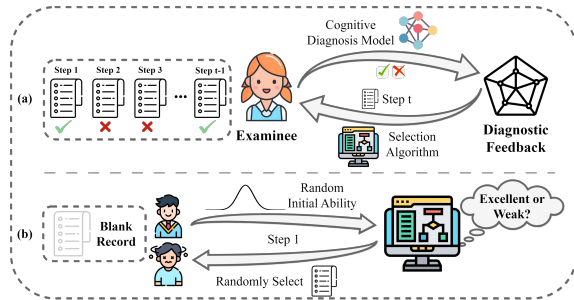 Cognitive
Diagnosis Model
Step 1 Step 2 Step 3 Step t-1
...
(a)
Step t
Examinee
Selection
Algorithm
Diagnostic
Feedback
Random
Initial Ability
Excellent or
Weak?
(b)
Blank
Record
Step 1
Randomly Select